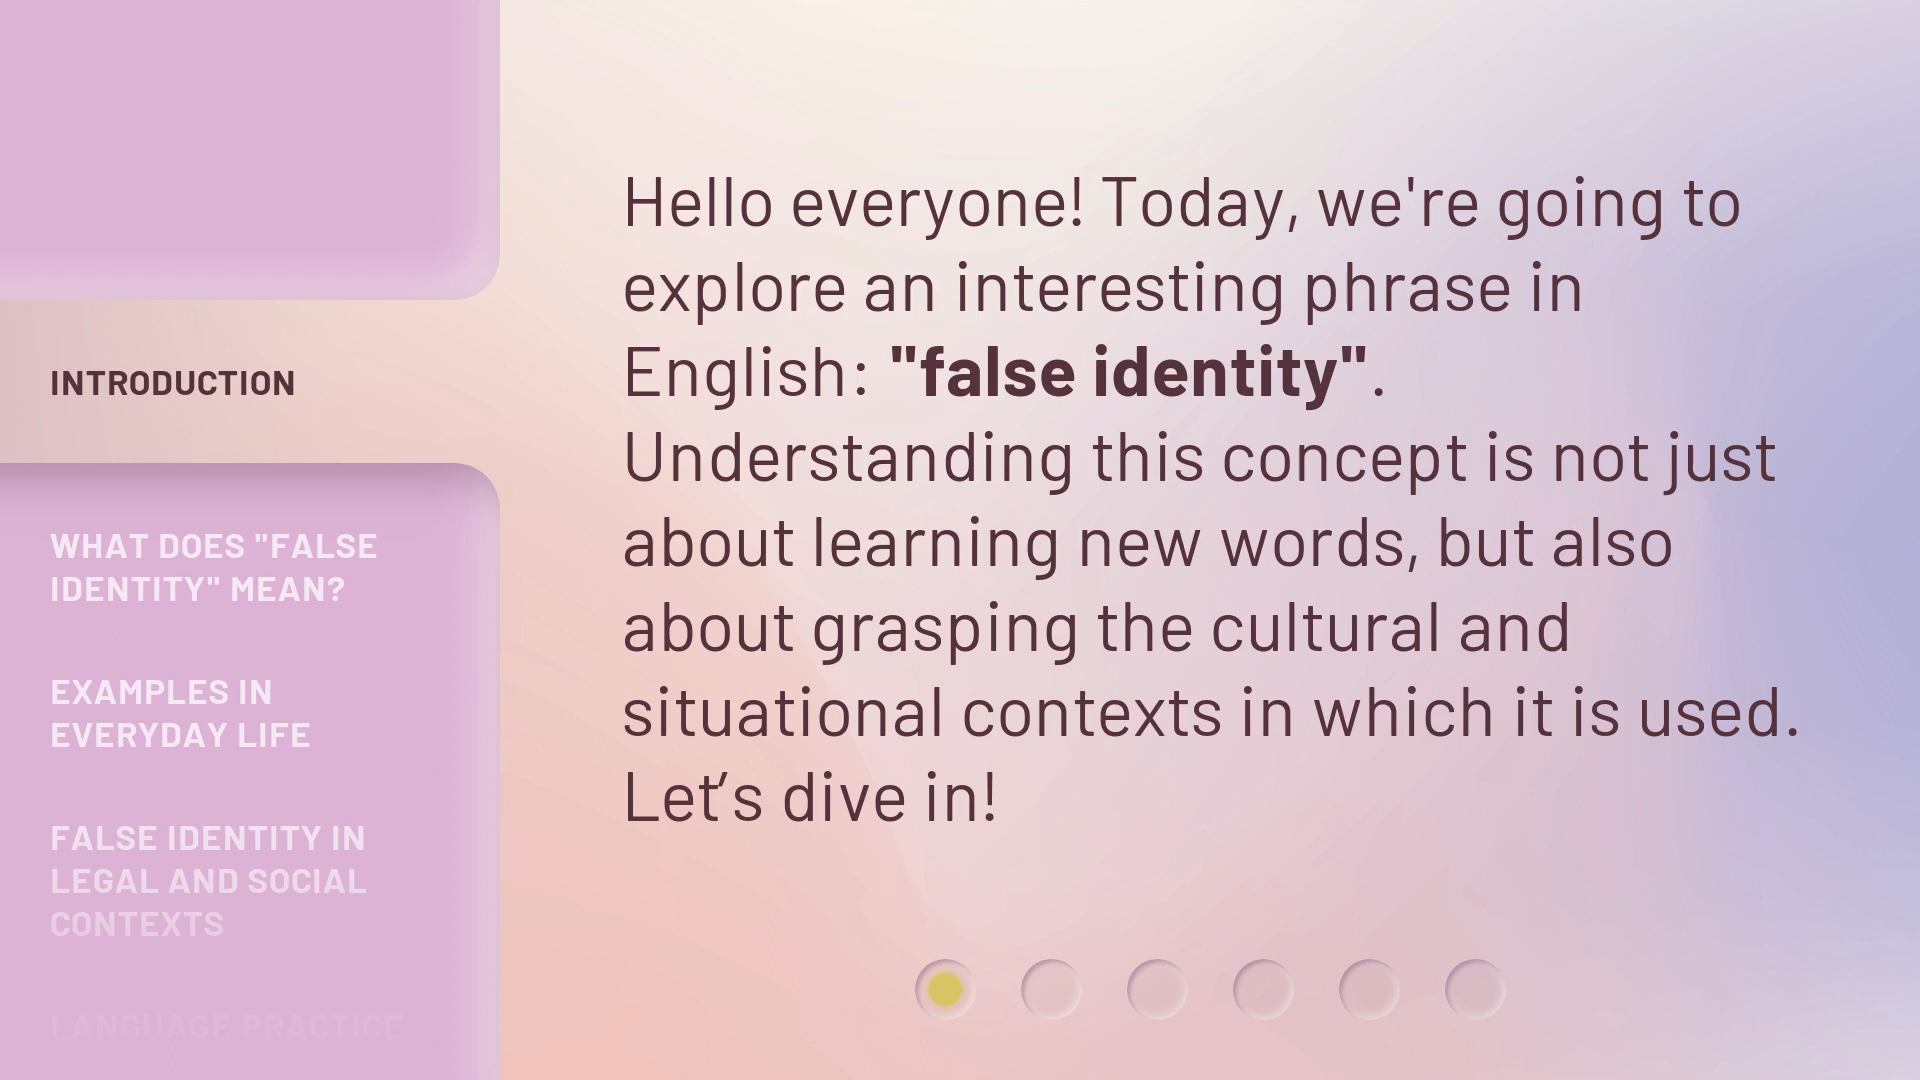 INTRODUCTION
WHAT DOES "FALSE
IDENTITY" MEAN?
EXAMPLES IN
EVERYDAY LIFE
FALSE IDENTITY IN
LEGAL AND SOCIAL
CONTEXTS
LANGUAGE PRACTICE
Hello everyone! Today, we're going to
explore an interesting phrase in
English: "false identity".
Understanding this concept is not just
about learning new words, but also
about grasping the cultural and
situational contexts in which it is used.
Let’s dive in!